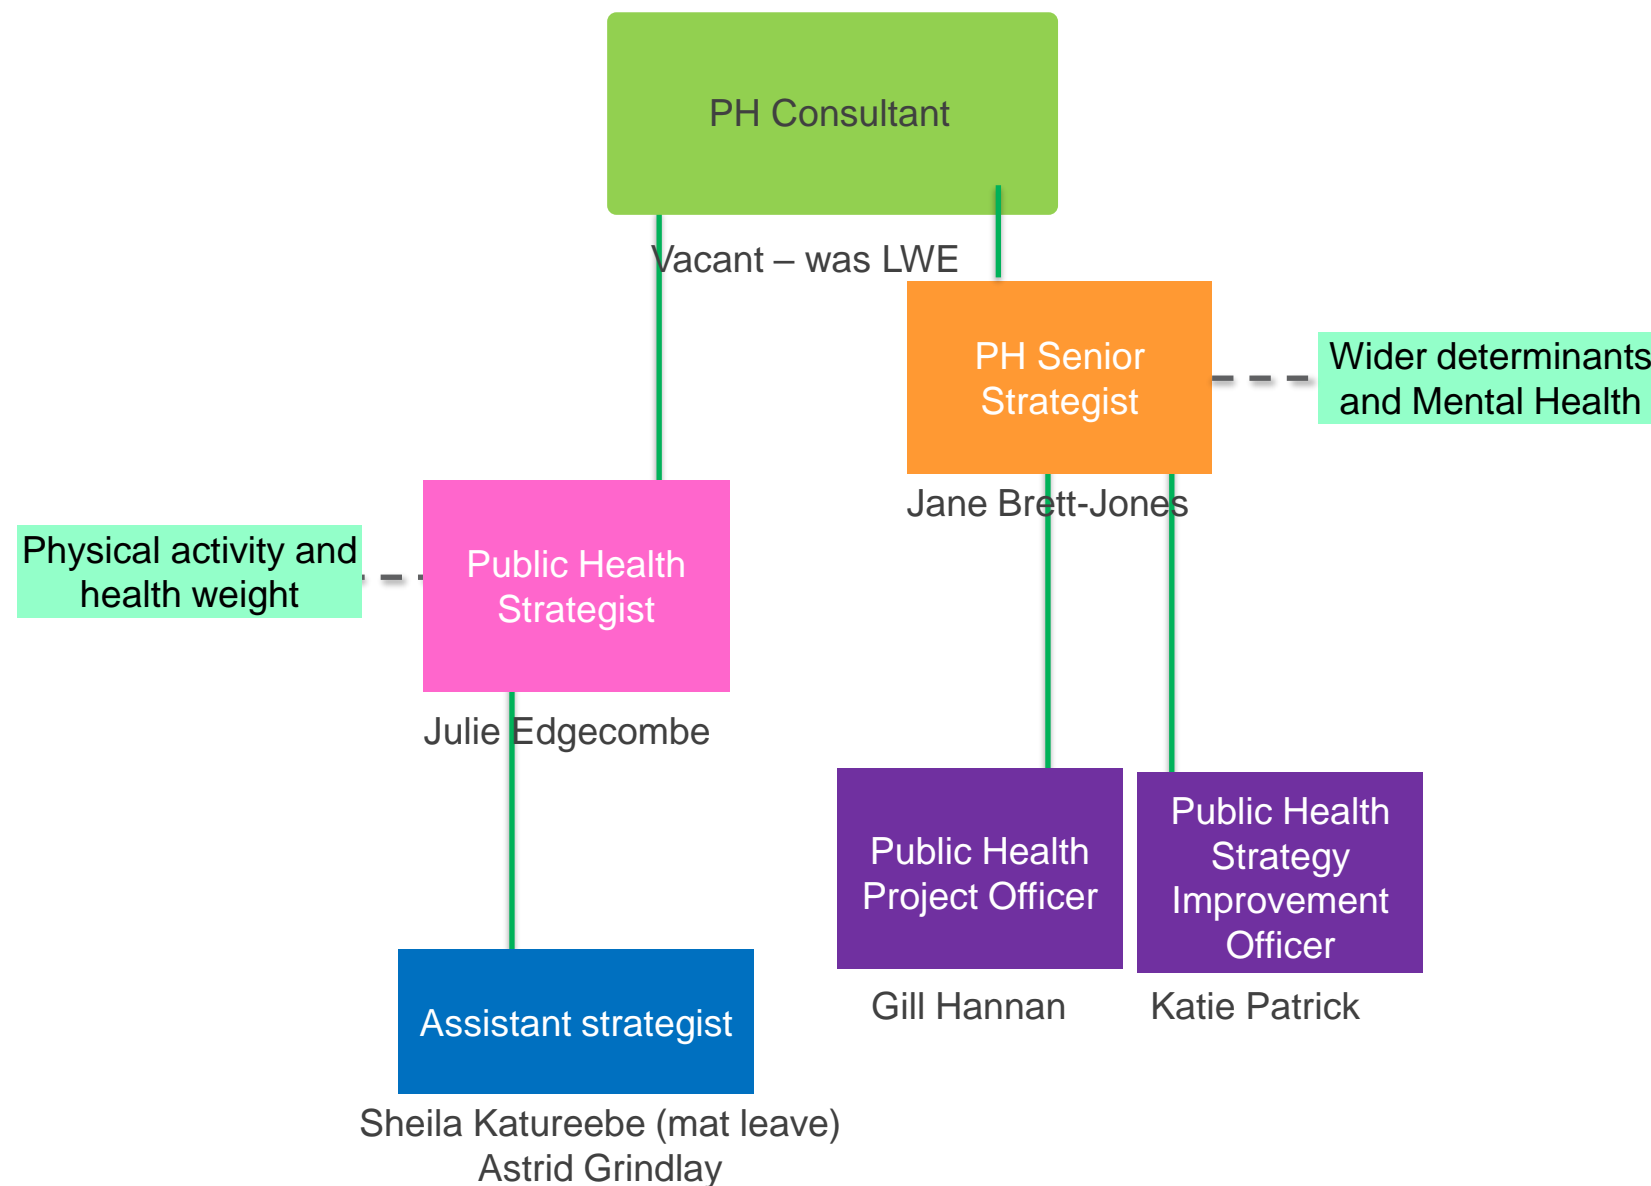 PH Consultant
Vacant – was LWE
PH Senior
Strategist
Wider determinants
and Mental Health
Jane Brett-Jones
Physical activity and
health weight
Public Health
Strategist
Julie Edgecombe
Public Health
Project Officer
Public Health
Strategy
Improvement
Officer
Gill Hannan
Katie Patrick
Assistant strategist
Sheila Katureebe (mat leave)
Astrid Grindlay